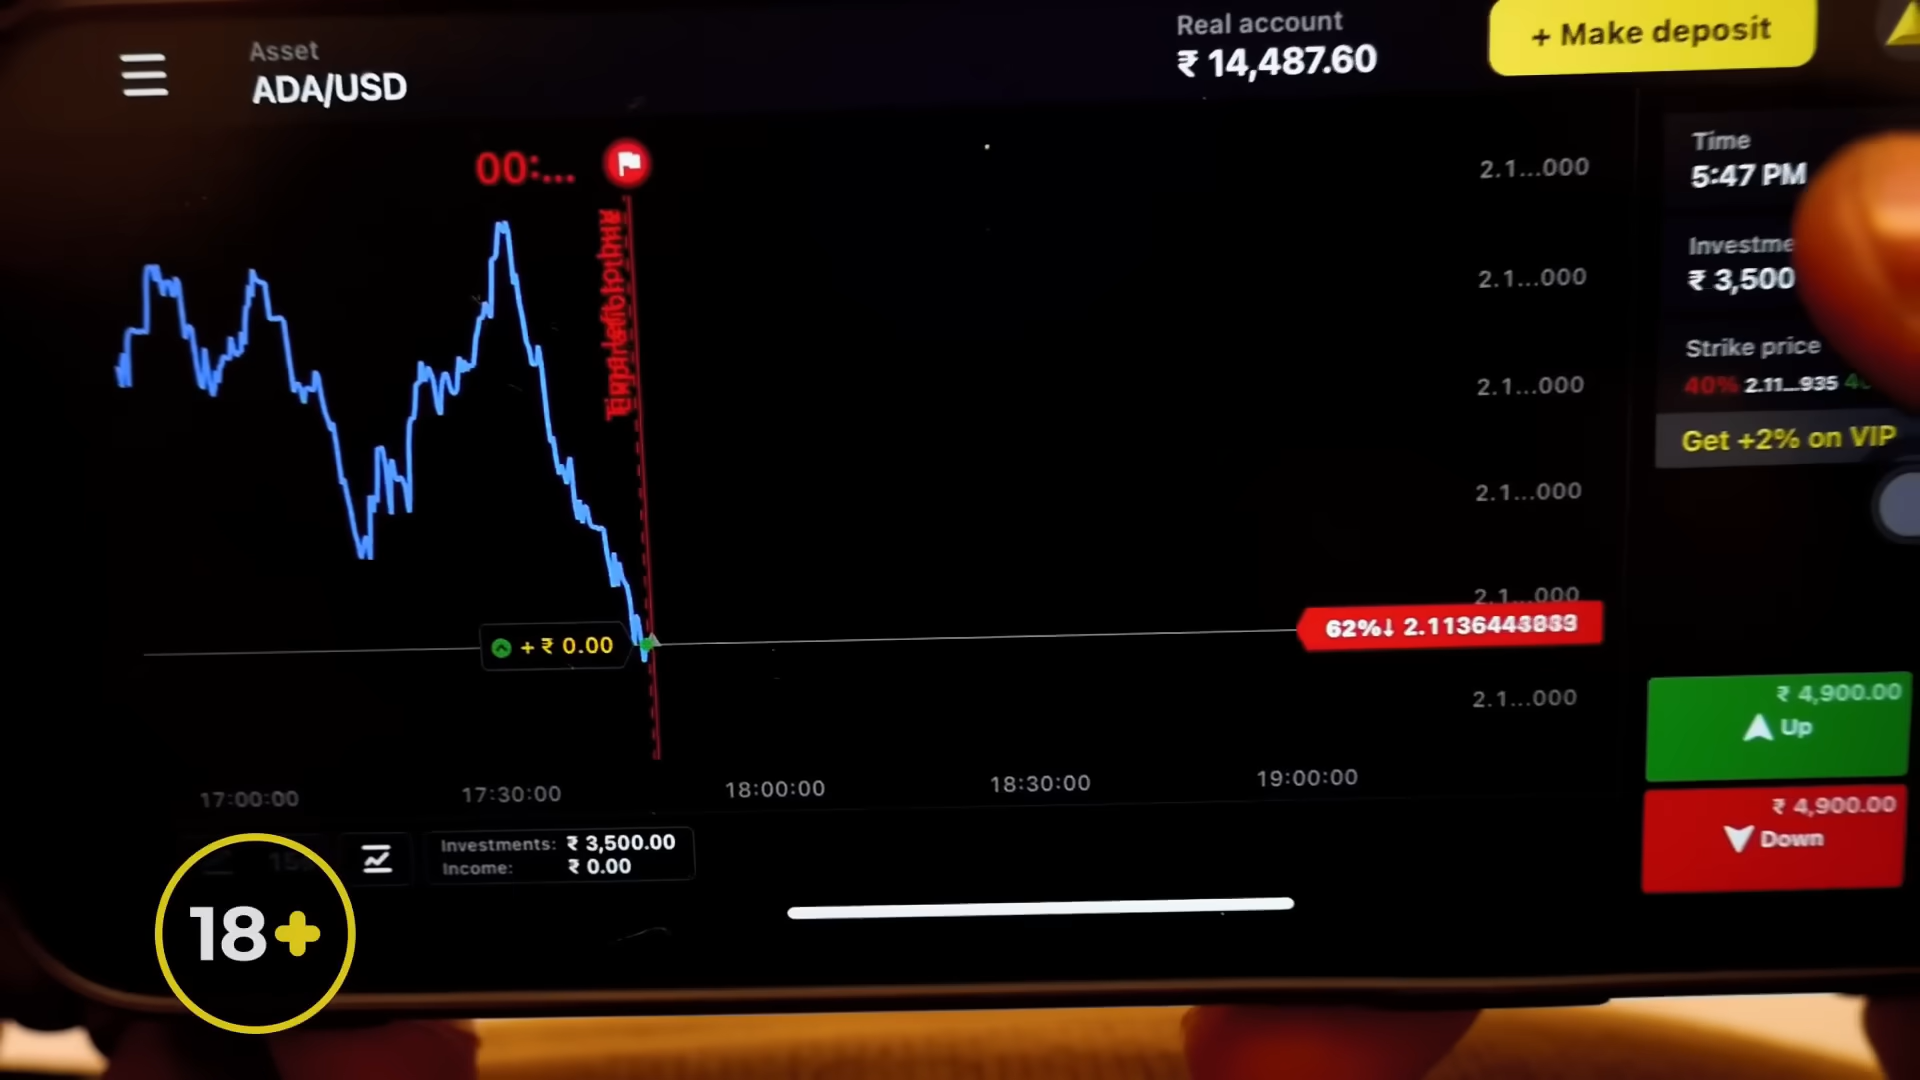 Asset
ADA/USD
Real account
₹ 14,487.60
+ Make deposit
00:...
2.1...000
2.1...000
2.1...000
2.1...000
2.1...000
2.1...000
62%↓
+ ₹ 0.00
17:00:00
17:30:00
18:00:00
18:30:00
19:00:00
Investments: ₹ 3,500.00
Income: ₹ 0.00
Time
5:47 PM
₹ 3,500
Strike price
40% 2.11...935
Get +2% on VIP
₹ 4,900.00
Up
₹ 4,900.00
Down
18+